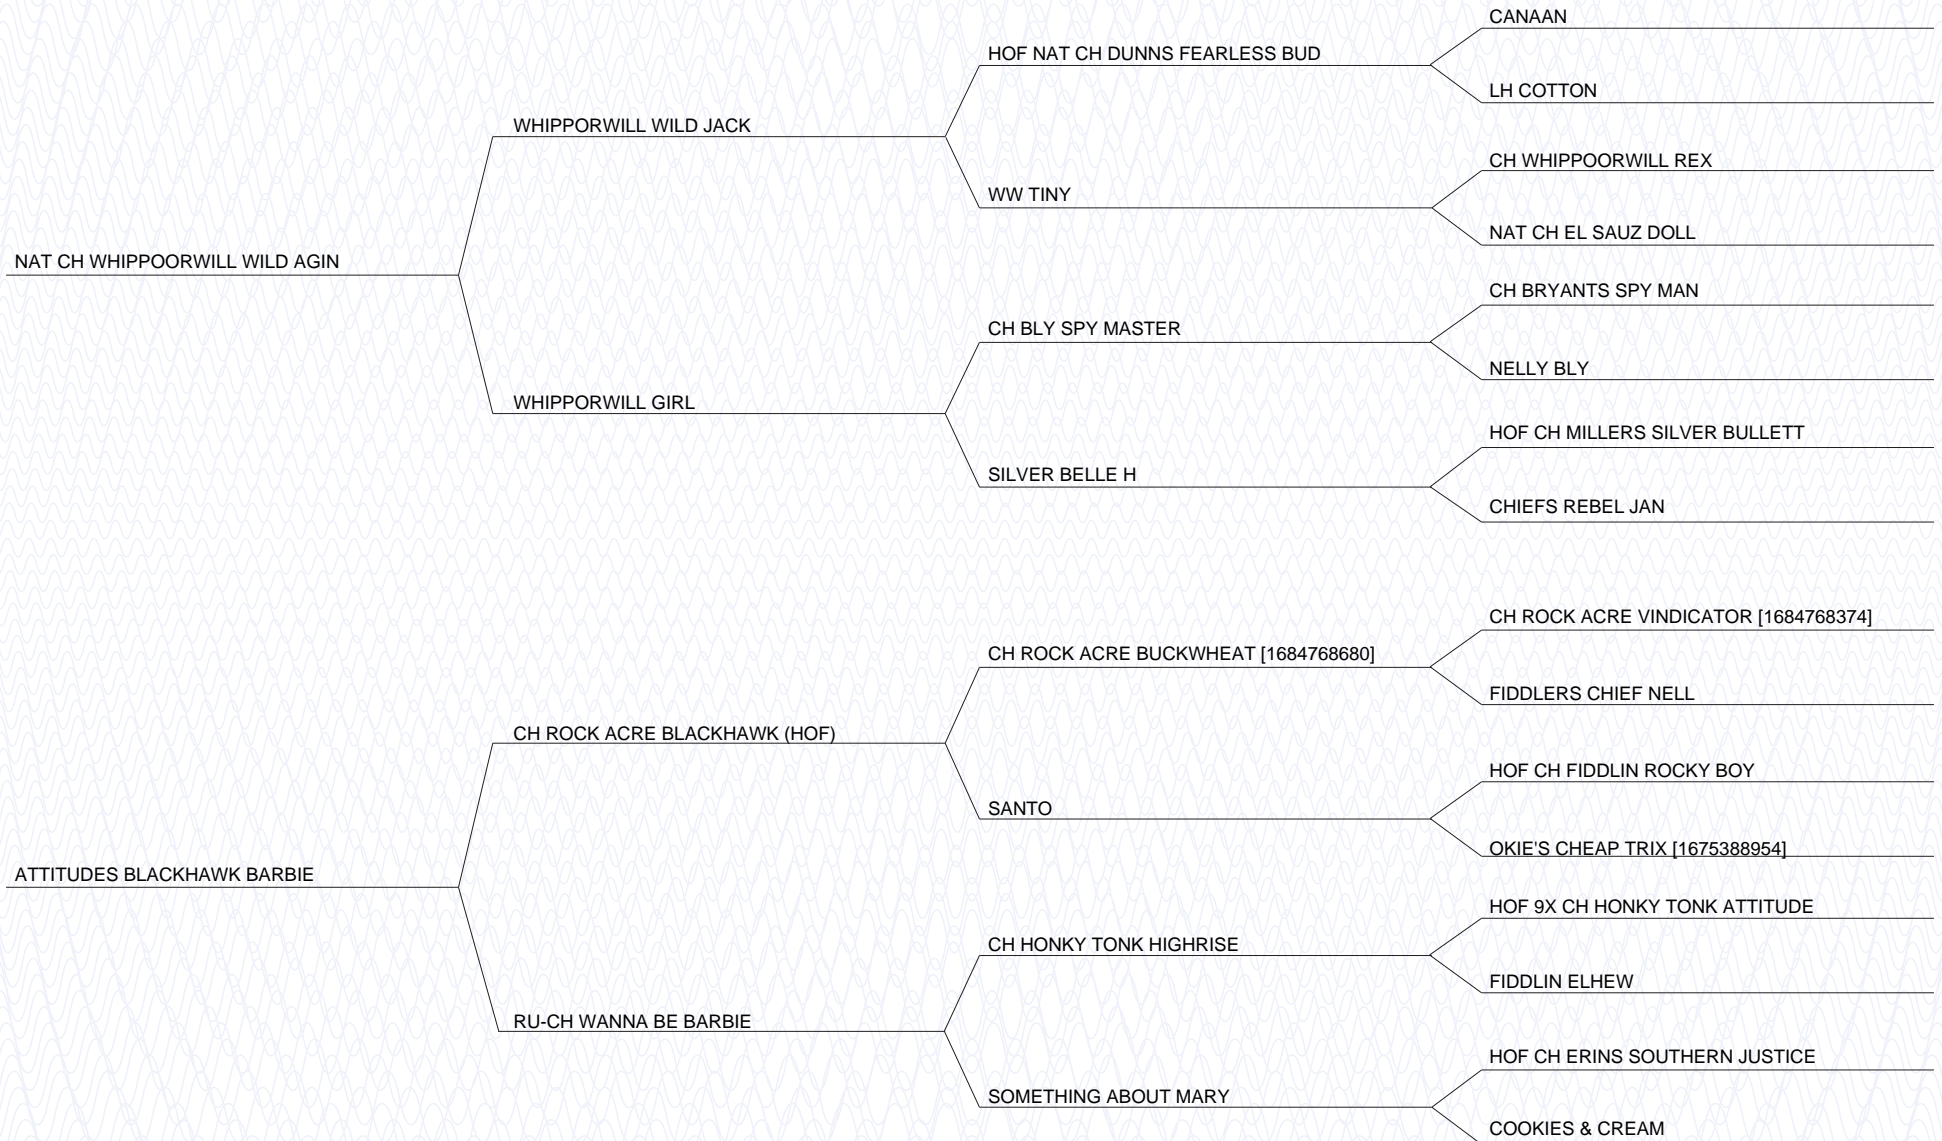 CANAAN
HOF NAT CH DUNNS FEARLESS BUD
LH COTTON
WHIPPORWILL WILD JACK
CH WHIPPOORWILL REX
WW TINY
NAT CH EL SAUZ DOLL
NAT CH WHIPPOORWILL WILD AGIN
CH BRYANTS SPY MAN
CH BLY SPY MASTER
NELLY BLY
WHIPPORWILL GIRL
HOF CH MILLERS SILVER BULLETT
SILVER BELLE H
CHIEFS REBEL JAN
CH ROCK ACRE VINDICATOR [1684768374]
CH ROCK ACRE BUCKWHEAT [1684768680]
FIDDLERS CHIEF NELL
CH ROCK ACRE BLACKHAWK (HOF)
HOF CH FIDDLIN ROCKY BOY
SANTO
OKIE'S CHEAP TRIX [1675388954]
ATTITUDES BLACKHAWK BARBIE
HOF 9X CH HONKY TONK ATTITUDE
CH HONKY TONK HIGHRISE
FIDDLIN ELHEW
RU-CH WANNA BE BARBIE
HOF CH ERINS SOUTHERN JUSTICE
SOMETHING ABOUT MARY
COOKIES & CREAM